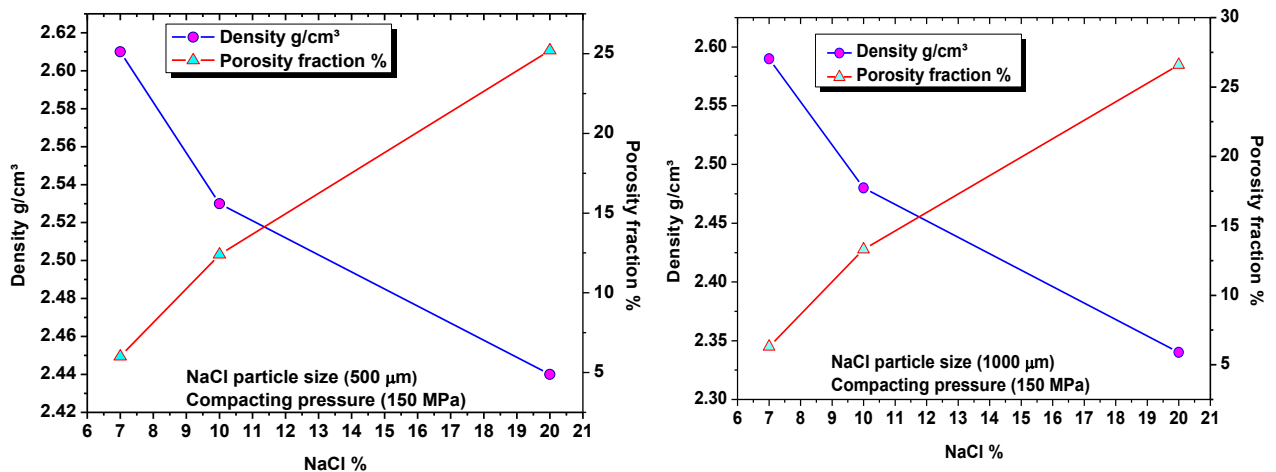 Density g/cm³
Porosity fraction %
2.62
2.60
2.58
2.56
2.54
2.52
2.50
2.48
2.46
2.44
2.42
25
20
15
10
5
Density g/cm³
Porosity fraction %
NaCl particle size (500 µm)
Compacting pressure (150 MPa)
6 7 8 9 10 11 12 13 14 15 16 17 18 19 20 21
NaCl %
Density g/cm³
Porosity fraction %
2.60
2.55
2.50
2.45
2.40
2.35
2.30
30
25
20
15
10
5
Density g/cm³
Porosity fraction %
NaCl particle size (1000 µm)
Compacting pressure (150 MPa)
6 7 8 9 10 11 12 13 14 15 16 17 18 19 20 21
NaCl %